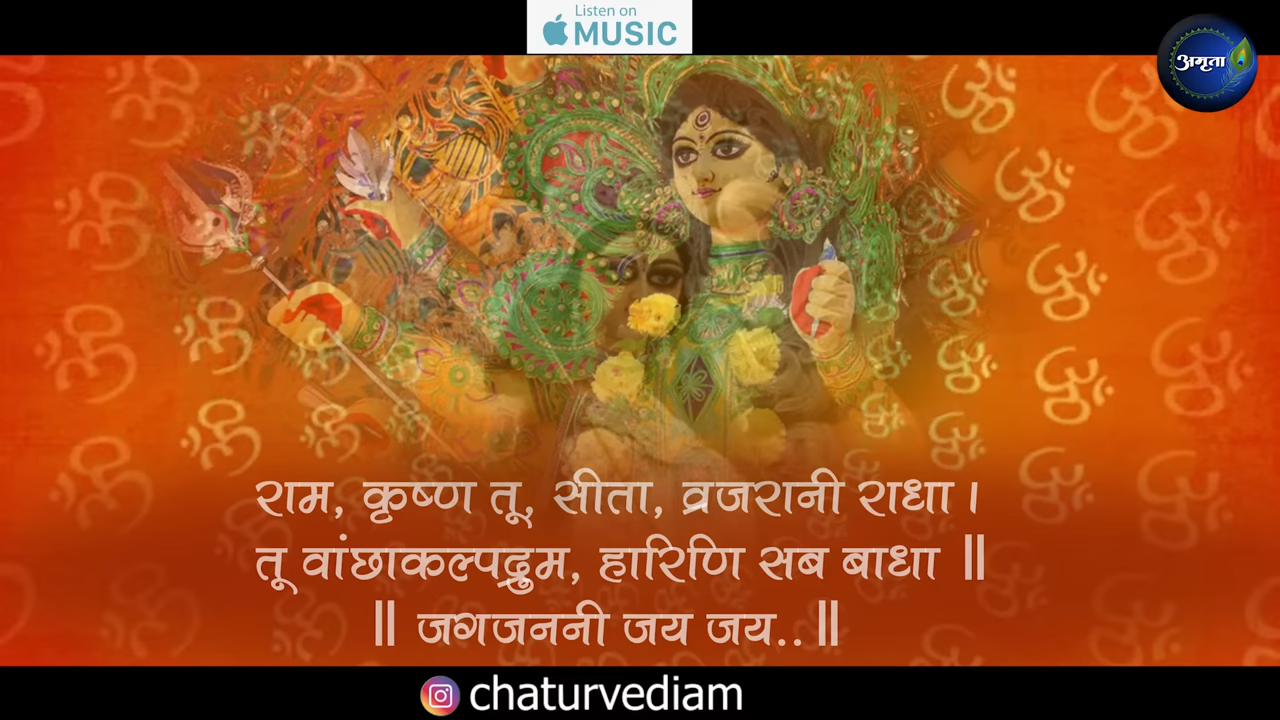 Listen on
MUSIC
अमृता
राम, कृष्ण तू, सीता, व्रजरानी राधा।
तू वांछाकल्पद्रुम, हारिणि सब बाधा ॥
॥ जगजननी जय जय.. ॥
chaturvediam